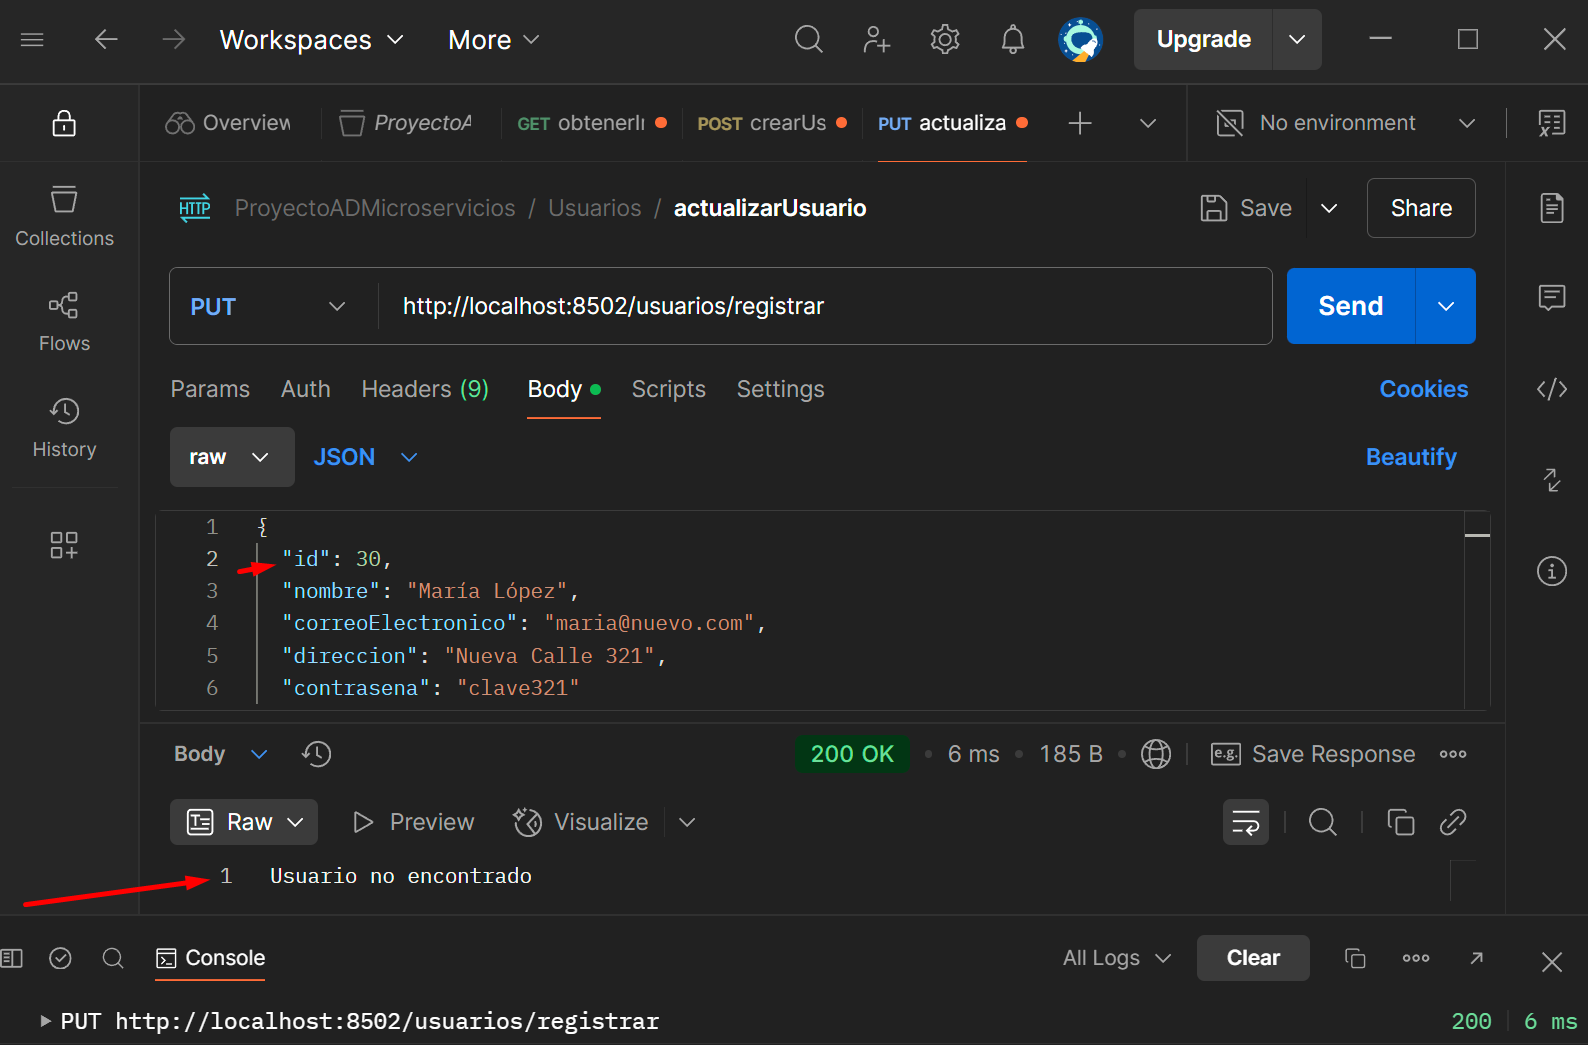 Workspaces More Upgrade
Overview ProyectoA GET obtenerIn POST crearUs PUT actualiza No environment
HTTP ProyectoADMicroservicios / Usuarios / actualizarUsuario Save Share
Collections
PUT http://localhost:8502/usuarios/registrar Send
Flows
Params Auth Headers (9) Body Scripts Settings Cookies
History
raw JSON Beautify
1 {
2 "id": 30,
3 "nombre": "María López",
4 "correoElectronico": "maria@nuevo.com",
5 "direccion": "Nueva Calle 321",
6 "contrasena": "clave321"
Body 200 OK • 6 ms • 185 B • e.g. Save Response
Raw Preview Visualize
1 Usuario no encontrado
Console All Logs Clear
PUT http://localhost:8502/usuarios/registrar 200 6 ms